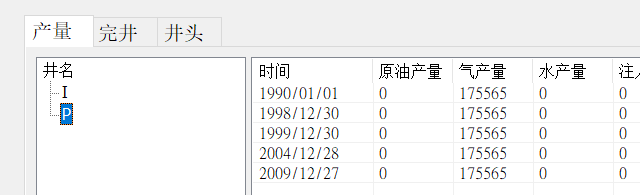 产量 完井 井头
井名
I
P
时间 原油产量 气产量 水产量 注
1990/01/01 0 175565 0 0
1998/12/30 0 175565 0 0
1999/12/30 0 175565 0 0
2004/12/28 0 175565 0 0
2009/12/27 0 175565 0 0